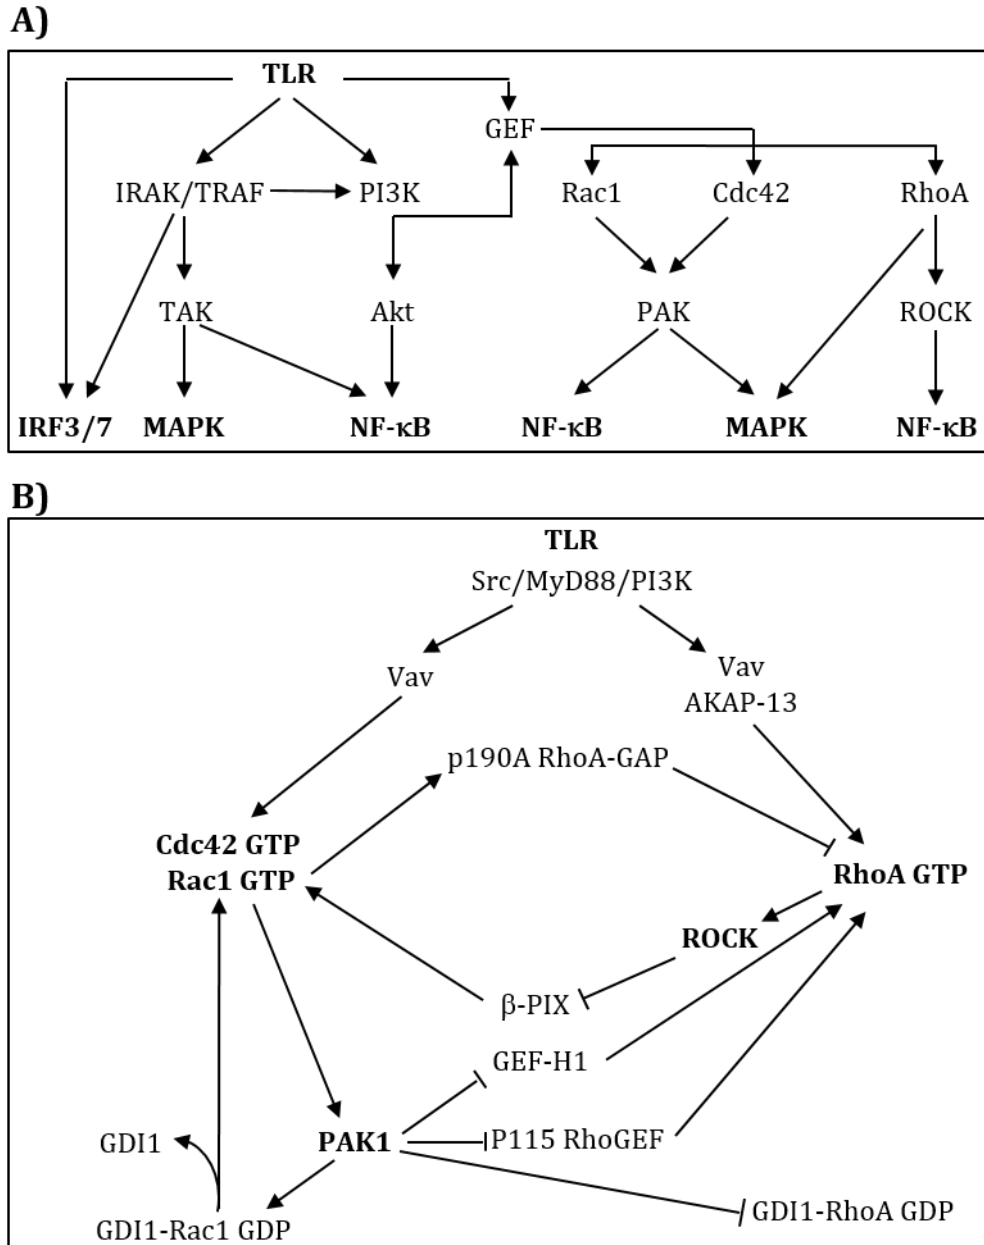 A)
TLR
GEF
IRAK/TRAF PI3K Rac1 Cdc42 RhoA
TAK Akt PAK ROCK
IRF3/7 MAPK NF-κB NF-κB MAPK NF-κB
B)
TLR
Src/MyD88/PI3K
Vav Vav
AKAP-13
p190A RhoA-GAP
Cdc42 GTP
Rac1 GTP RhoA GTP
ROCK
β-PIX
GEF-H1
GDI1 PAK1 P115 RhoGEF
GDI1-Rac1 GDP GDI1-RhoA GDP